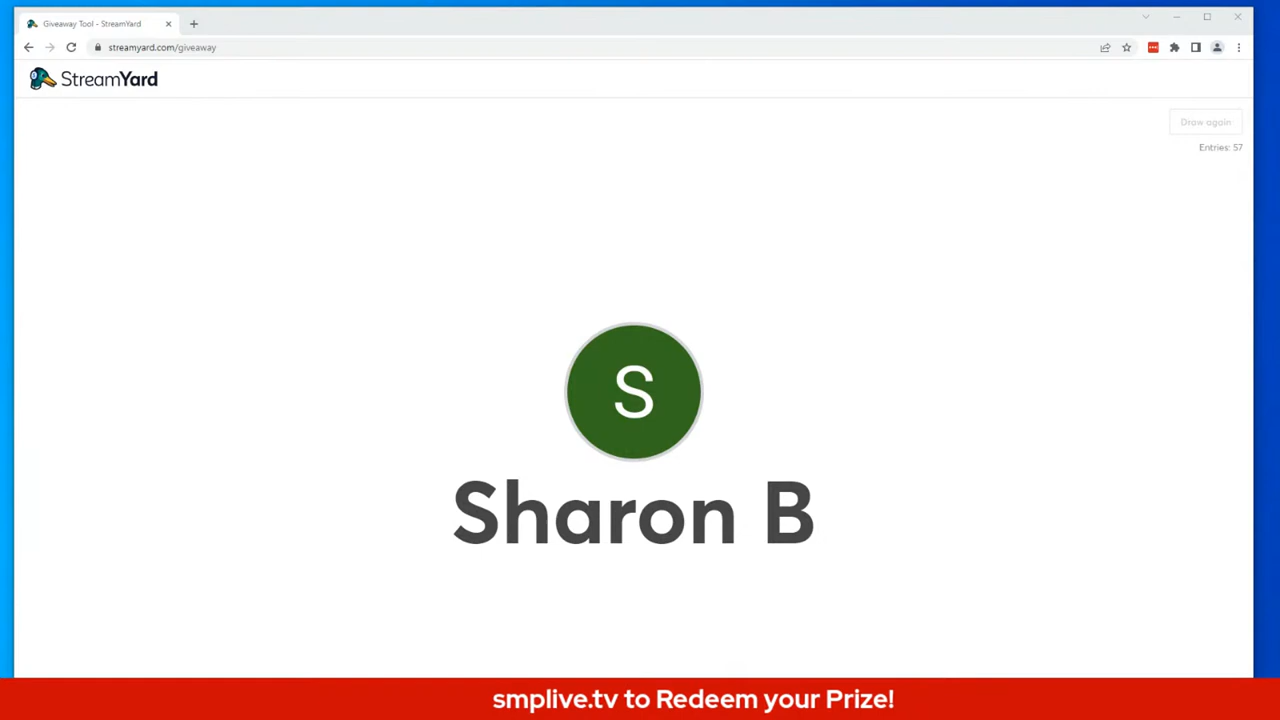 Giveaway Tool - StreamYard
streamyard.com/giveaway
StreamYard
Draw again
Entries: 57
S
Sharon B
smplive.tv to Redeem your Prize!